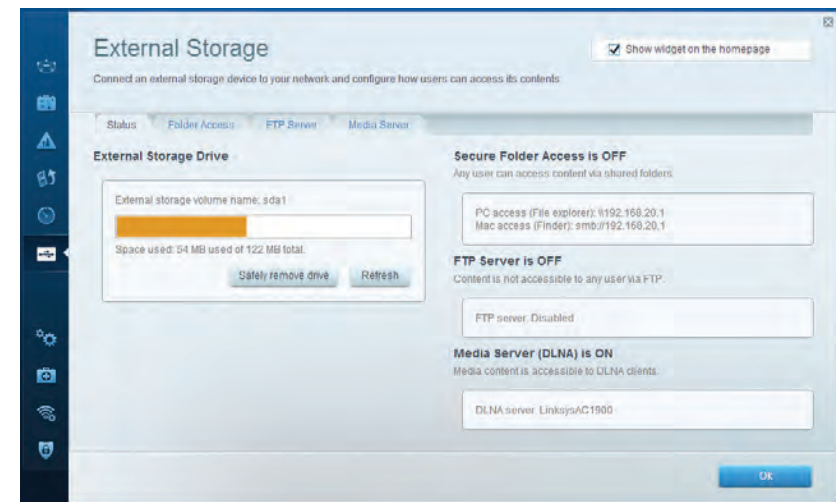 External Storage
Show widget on the homepage
Connect an external storage device to your network and configure how users can access its contents
Status
Folder Access
FTP Server
Media Server
External Storage Drive
External storage volume name: sda1
Space used: 54 MB used of 122 MB total.
Safely remove drive
Refresh
Secure Folder Access is OFF
Any user can access content via shared folders.
PC access (File explorer): \\192.168.20.1
Mac access (Finder): smb://192.168.20.1
FTP Server is OFF
Content is not accessible to any user via FTP.
FTP server: Disabled
Media Server (DLNA) is ON
Media content is accessible to DLNA clients.
DLNA server: LinksysAC1900
Ok